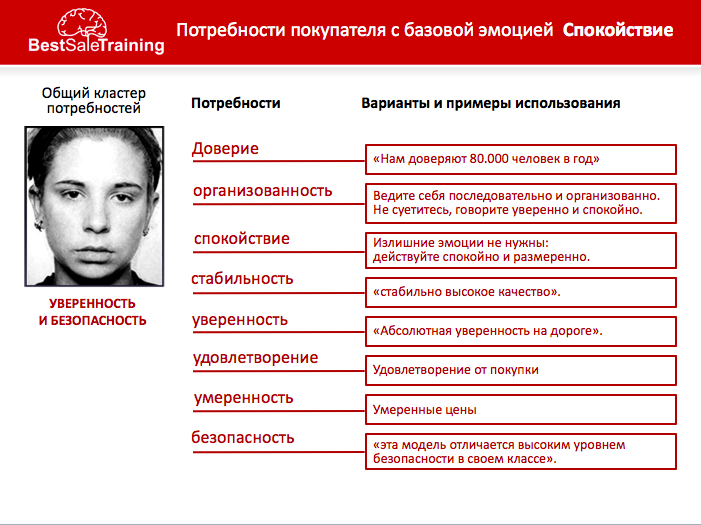 BestSaleTraining
Потребности покупателя с базовой эмоцией Спокойствие
Общий кластер
потребностей
УВЕРЕННОСТЬ
И БЕЗОПАСНОСТЬ
Потребности
Варианты и примеры использования
Доверие
«Нам доверяют 80.000 человек в год»
организованность
Ведите себя последовательно и организованно.
Не суетитесь, говорите уверенно и спокойно.
спокойствие
Излишние эмоции не нужны:
действуйте спокойно и размеренно.
стабильность
«стабильно высокое качество».
уверенность
«Абсолютная уверенность на дороге».
удовлетворение
Удовлетворение от покупки
умеренность
Умеренные цены
безопасность
«эта модель отличается высоким уровнем
безопасности в своем классе».